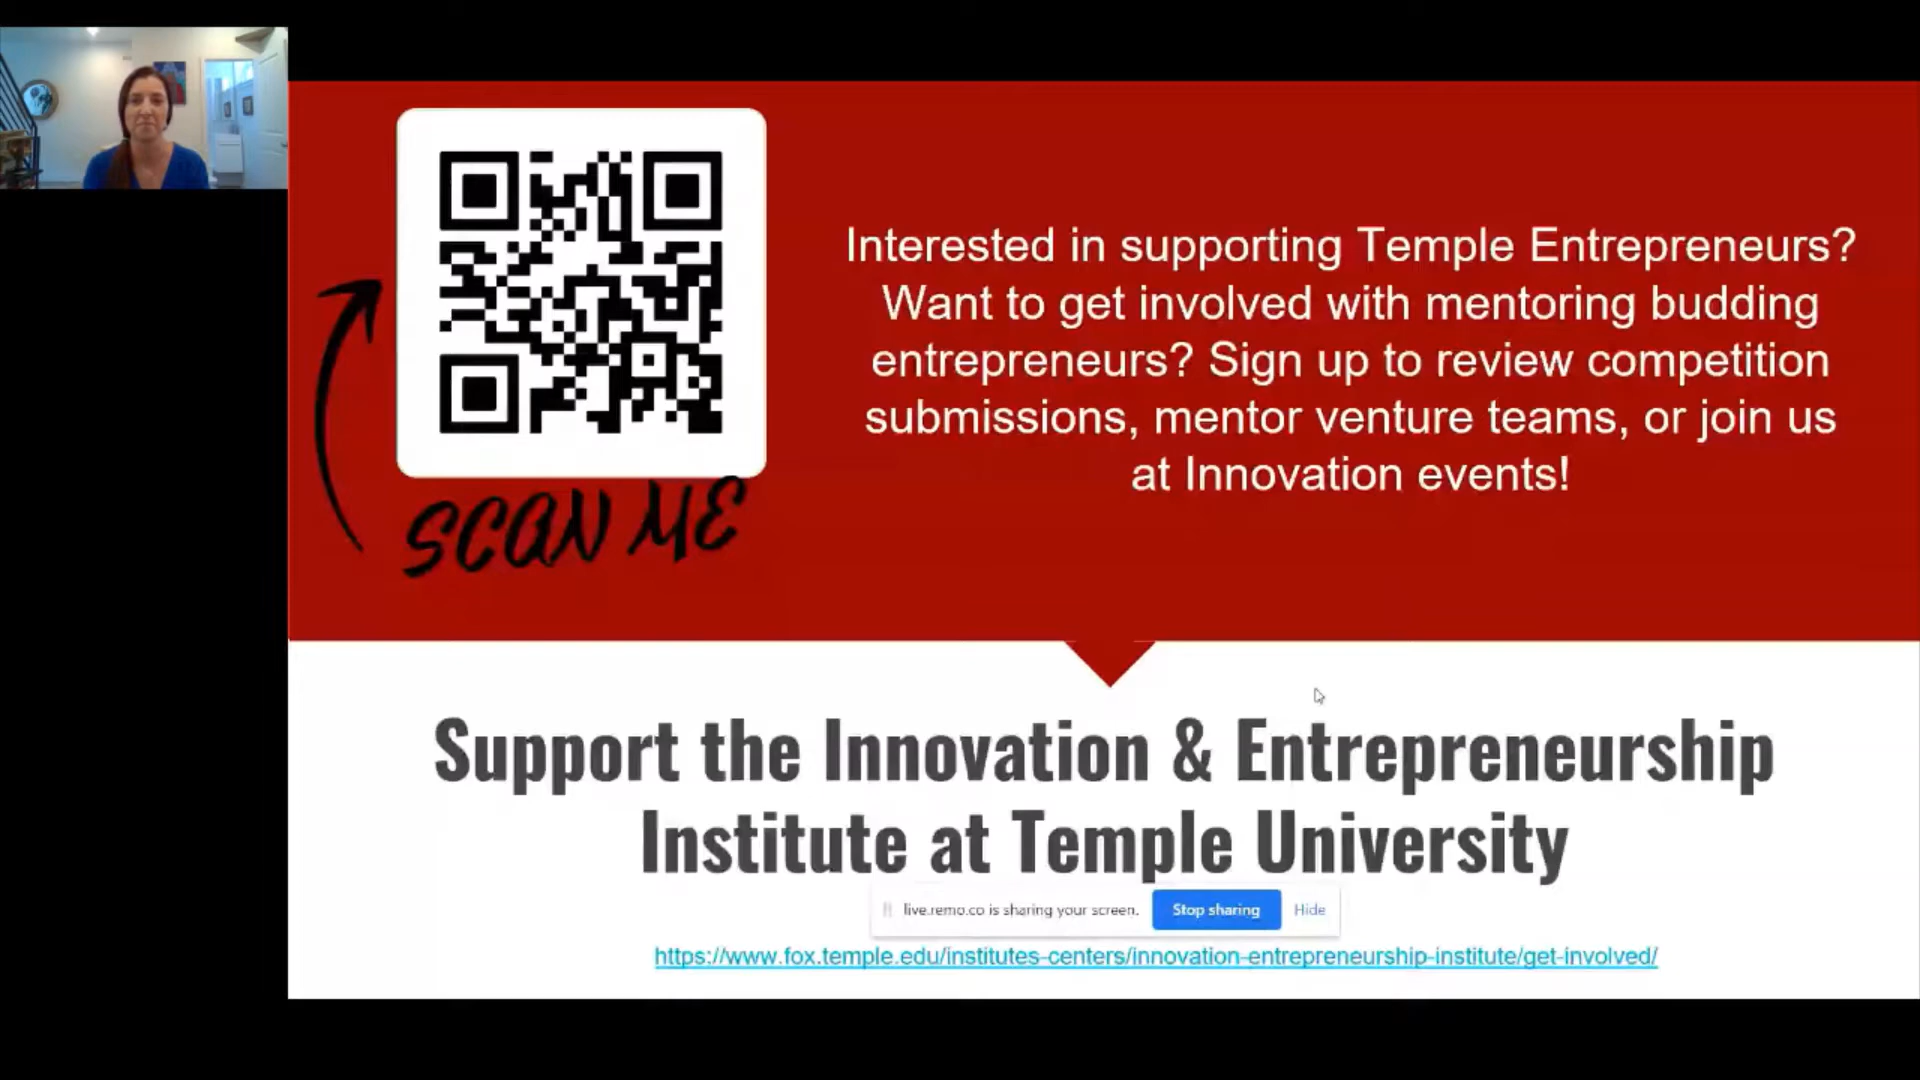 Interested in supporting Temple Entrepreneurs?
Want to get involved with mentoring budding
entrepreneurs? Sign up to review competition
submissions, mentor venture teams, or join us
at Innovation events!
SCAN ME
Support the Innovation & Entrepreneurship
Institute at Temple University
live.remo.co is sharing your screen. Stop sharing Hide
https://www.fox.temple.edu/institutes-centers/innovation-entrepreneurship-institute/get-involved/